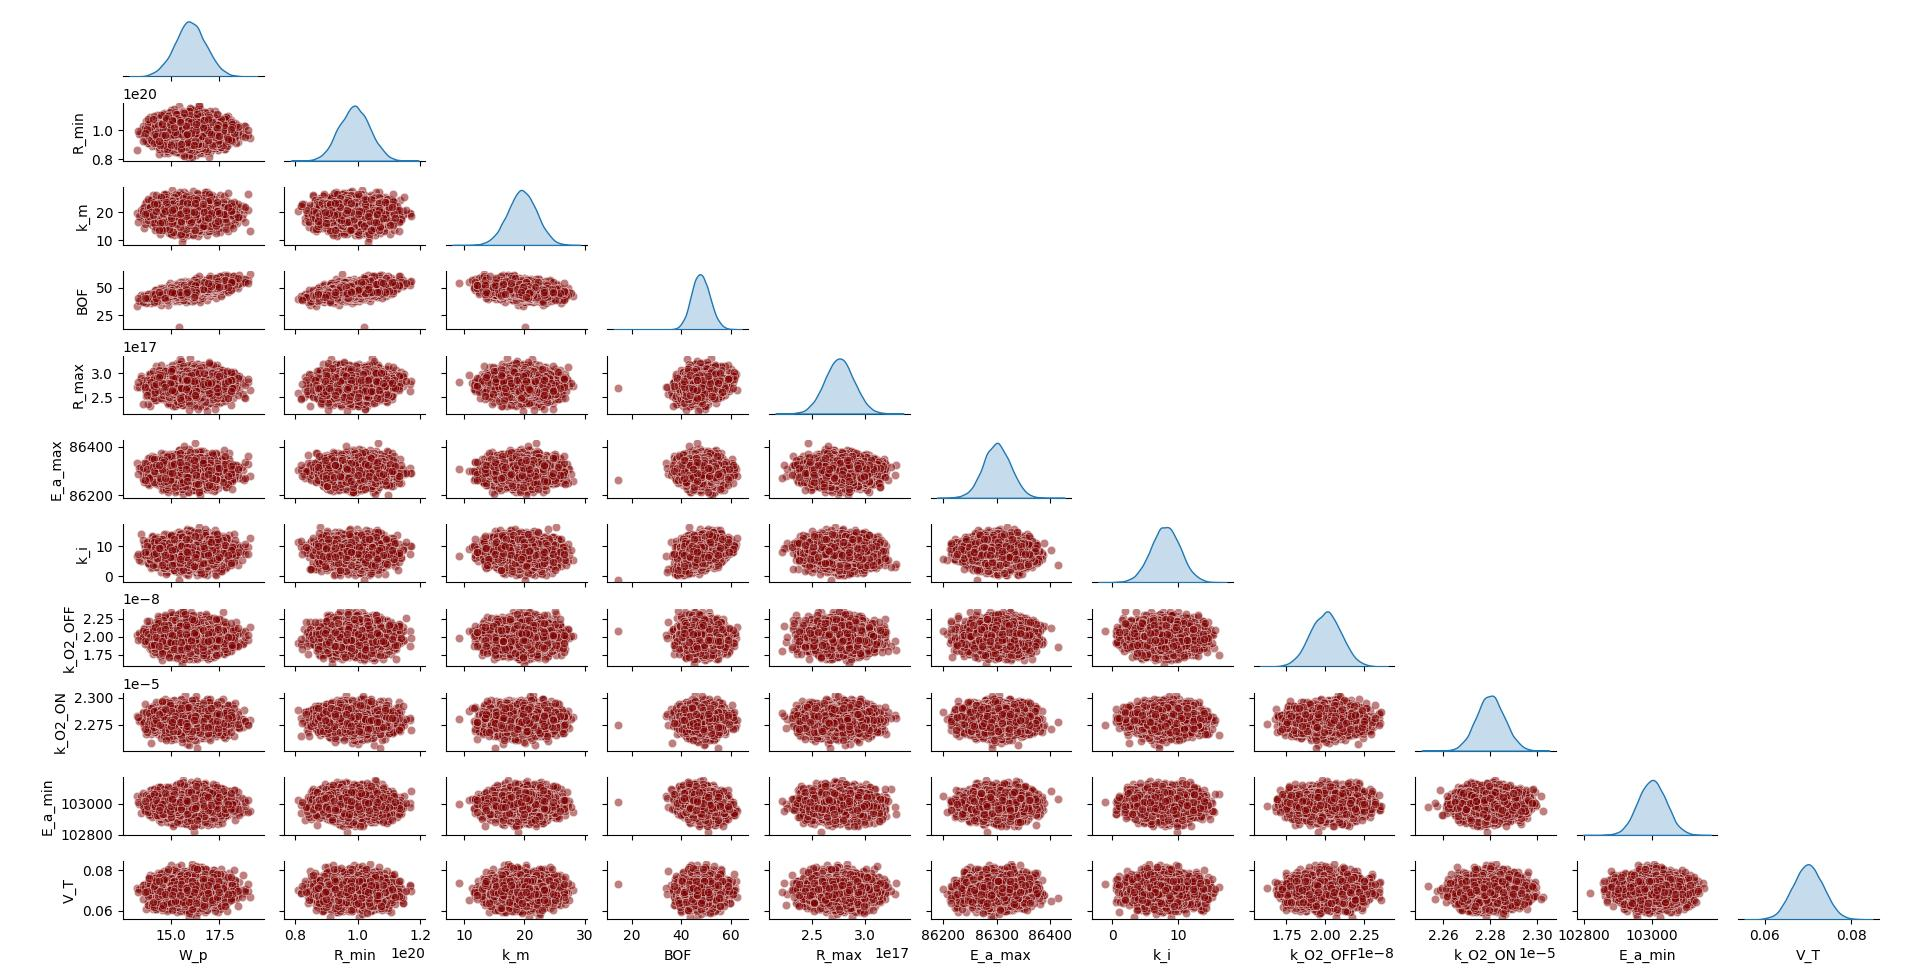 1e20
R_min
1.0
0.8
k_m
20
10
BOF
50
25
1e17
R_max
3.0
2.5
E_a_max
86400
86200
k_i
10
0
1e−8
k_O2_OFF
2.25
2.00
1.75
1e−5
k_O2_ON
2.300
2.275
E_a_min
103000
102800
V_T
0.08
0.06
15.0 17.5 0.8 1.0 1.2 10 20 30 20 40 60 2.5 3.0 86200 86300 86400 0 10 1.75 2.00 2.25 2.26 2.28 2.30 102800 103000 0.06 0.08
W_p R_min 1e20 k_m BOF R_max 1e17 E_a_max k_i k_O2_OFF 1e−8 k_O2_ON 1e−5 E_a_min V_T